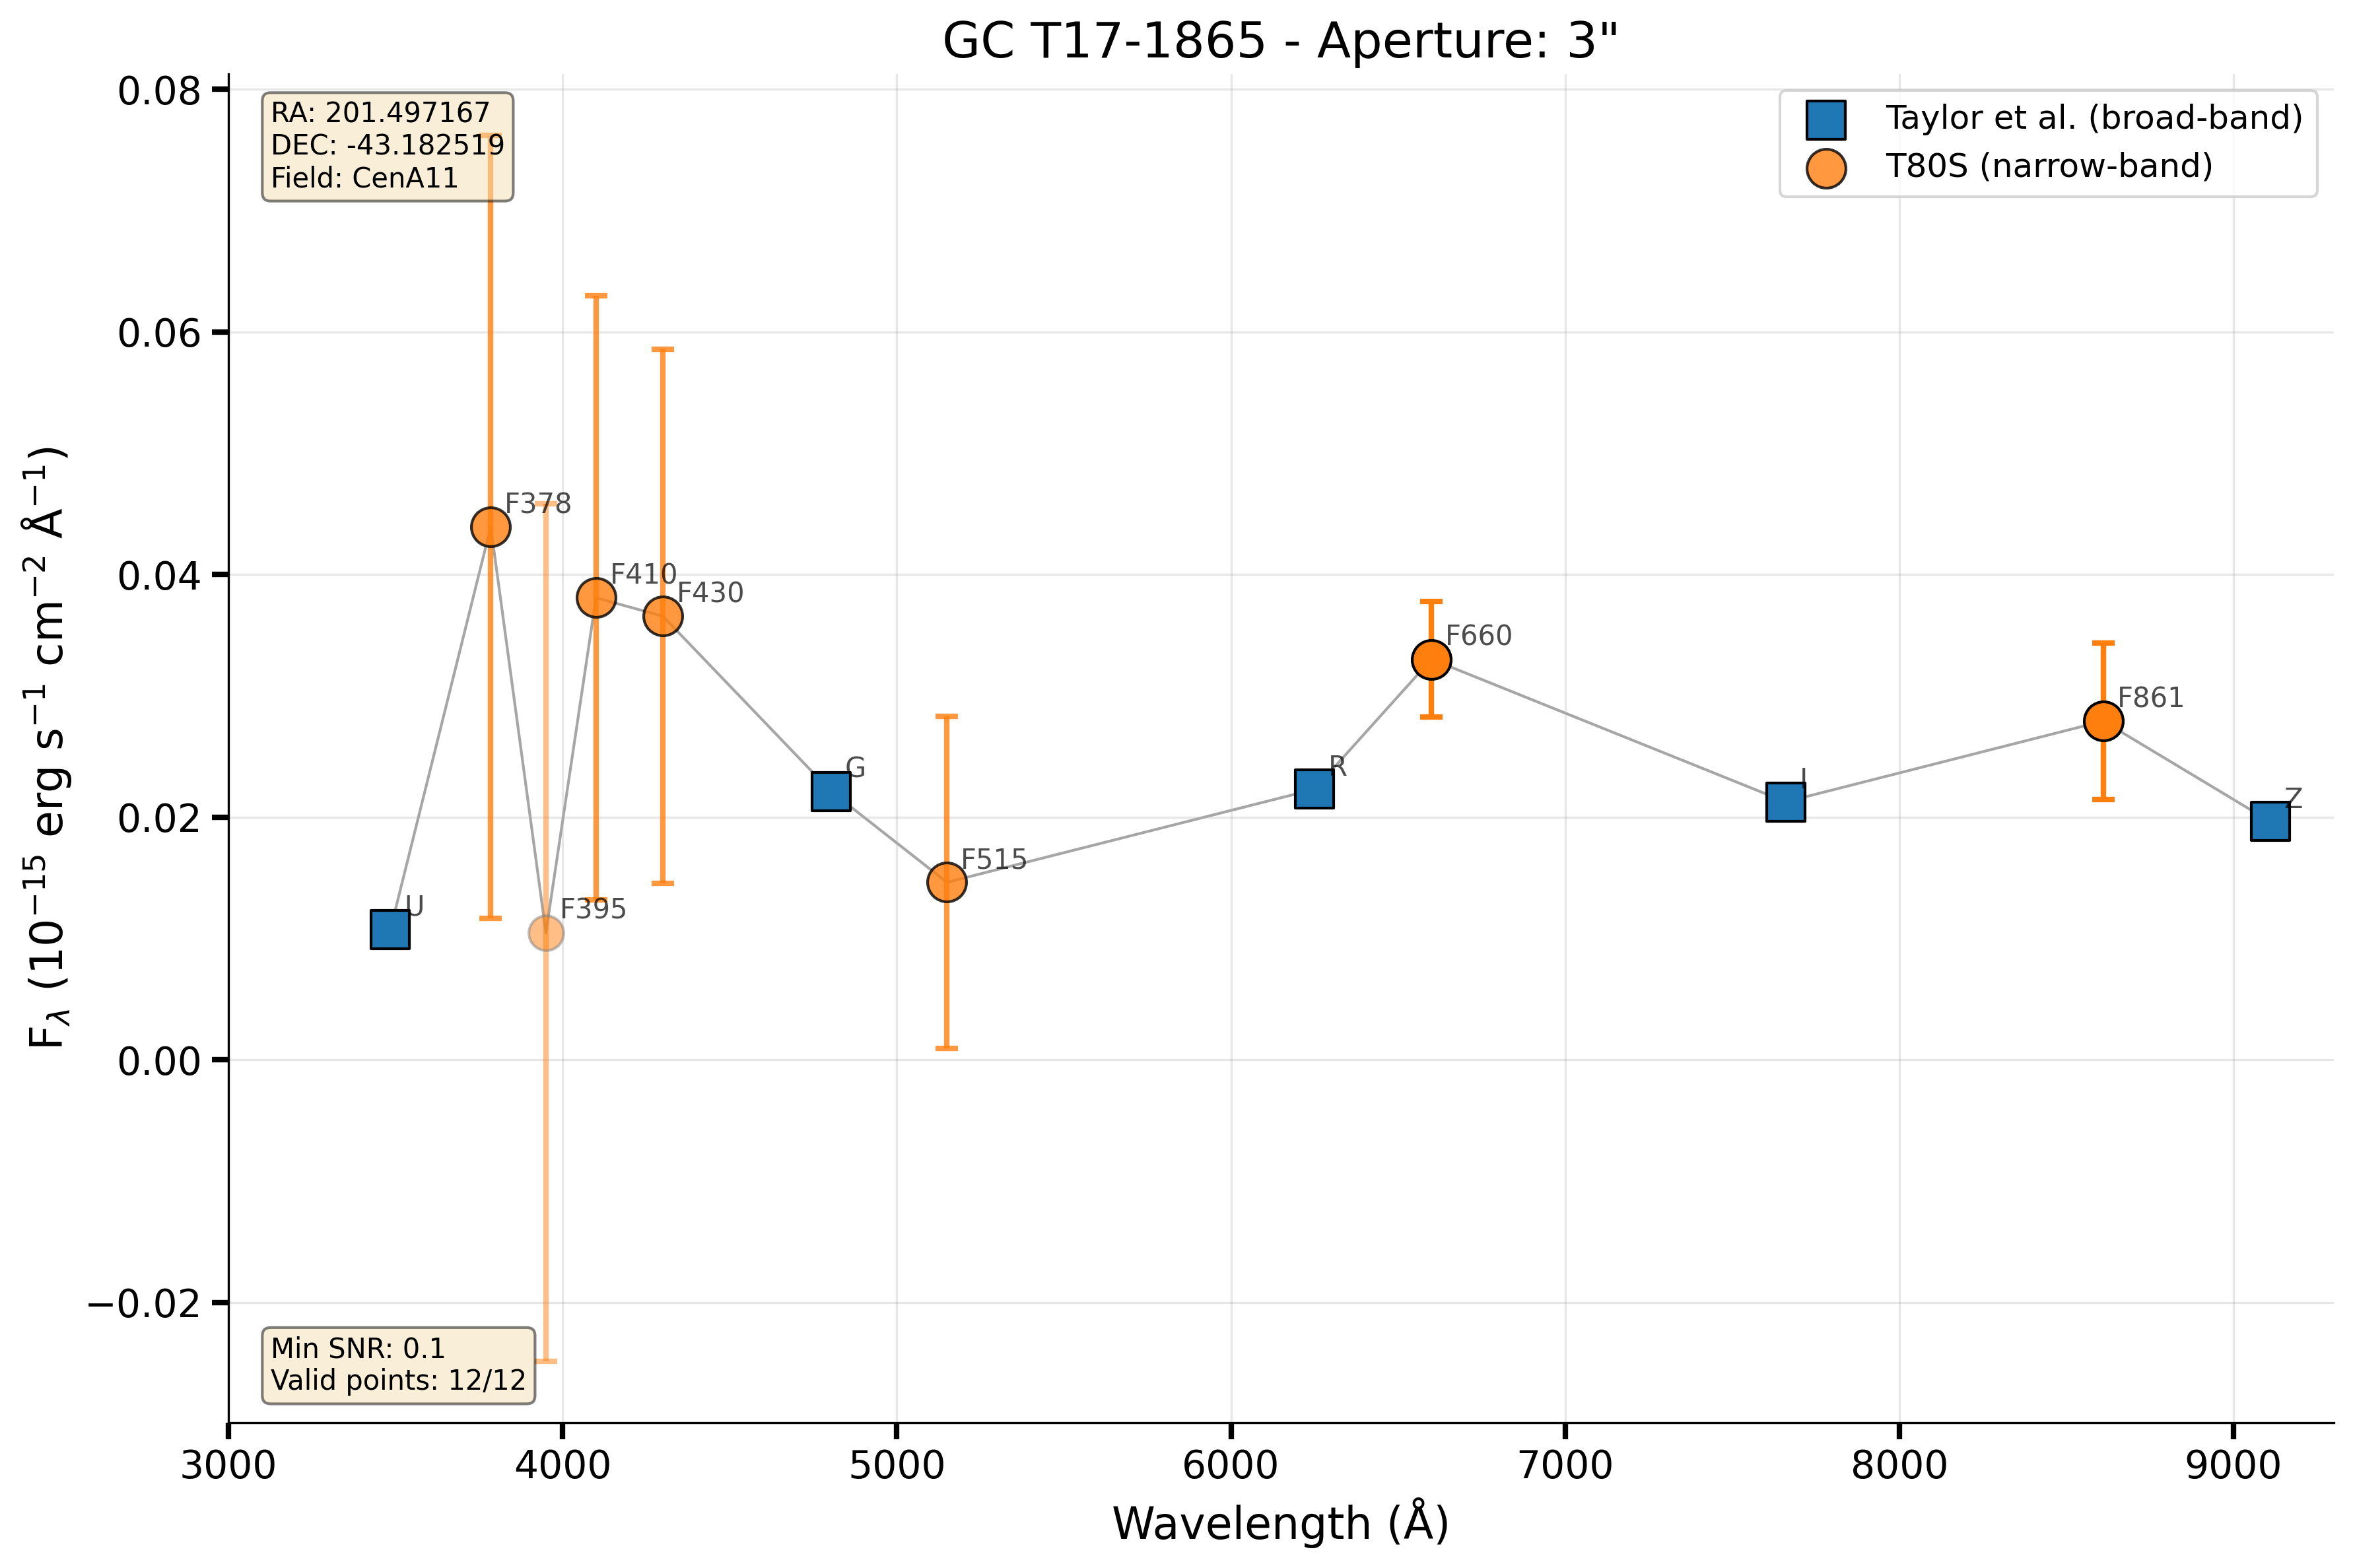 GC T17-1865 - Aperture: 3"
RA: 201.497167
DEC: -43.182519
Field: CenA11
Taylor et al. (broad-band)
T80S (narrow-band)
0.08
0.06
0.04
0.02
0.00
−0.02
F_λ (10⁻¹⁵ erg s⁻¹ cm⁻² Å⁻¹)
U
F378
F395
F410
F430
G
F515
R
F660
I
F861
Z
Min SNR: 0.1
Valid points: 12/12
3000
4000
5000
6000
7000
8000
9000
Wavelength (Å)